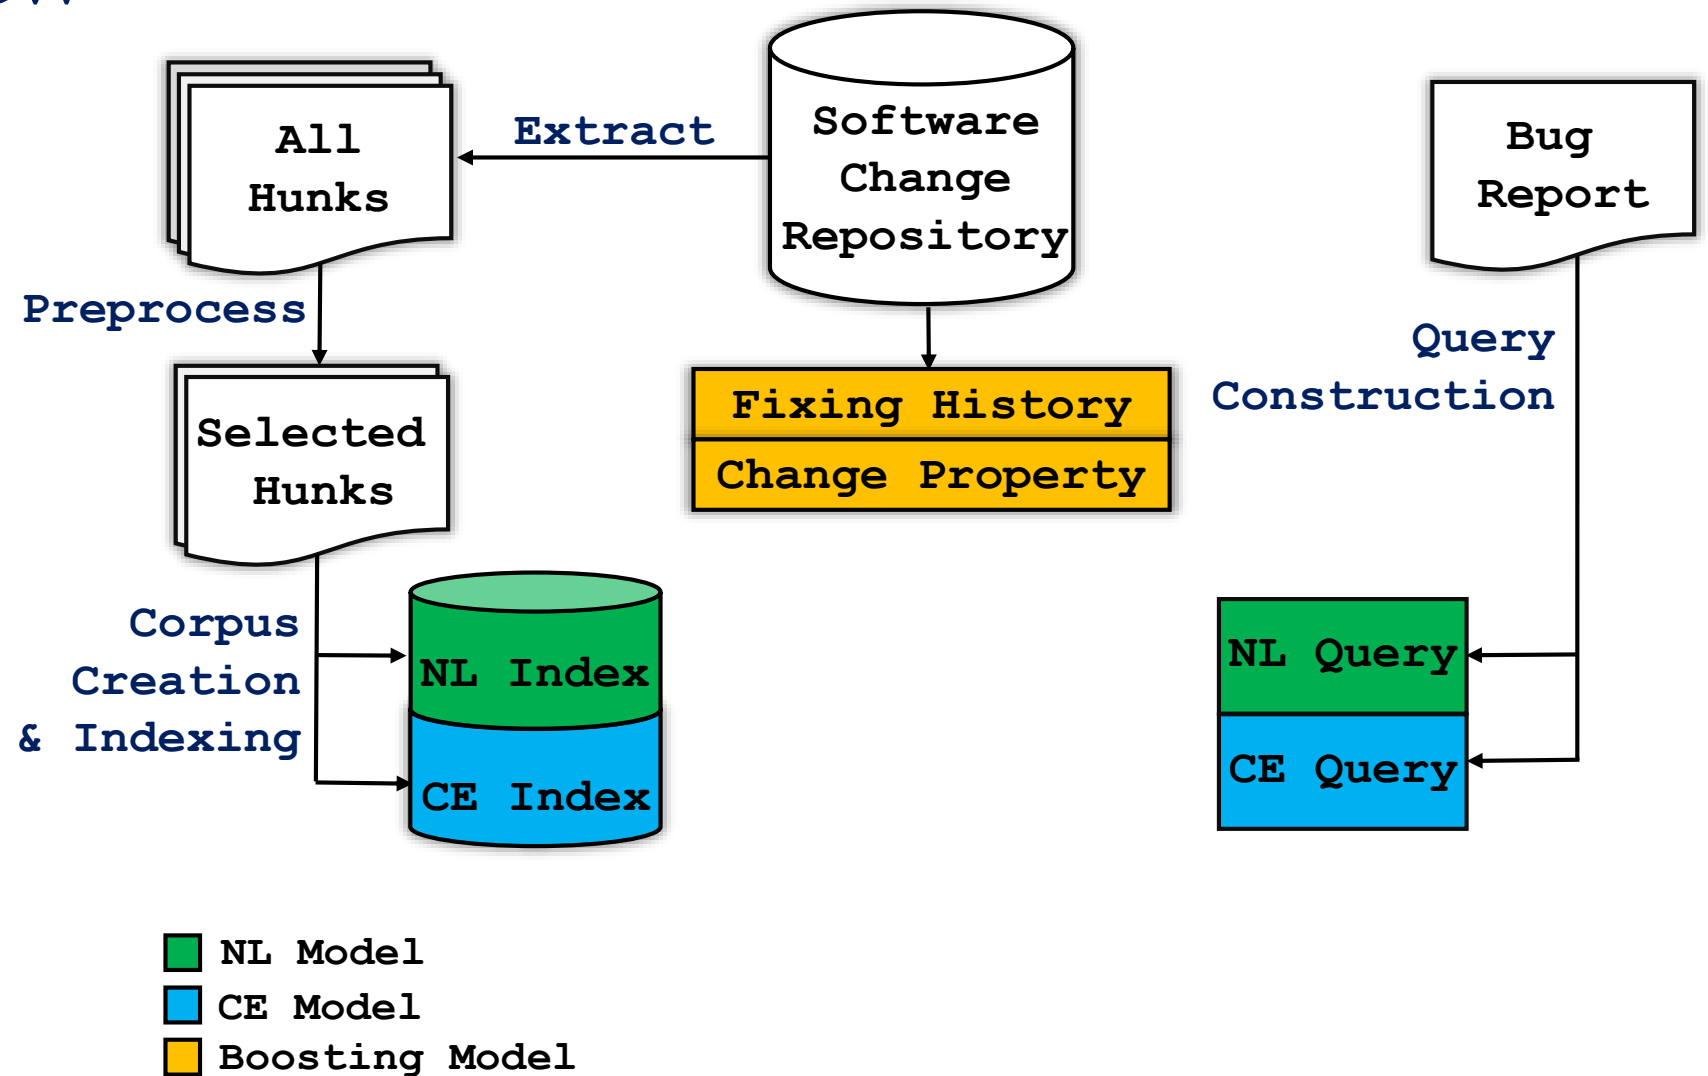 All
Hunks
Extract
Software
Change
Repository
Bug
Report
Preprocess
Query
Construction
Fixing History
Change Property
Selected
Hunks
Corpus
Creation
& Indexing
NL Index
CE Index
NL Query
CE Query
NL Model
CE Model
Boosting Model